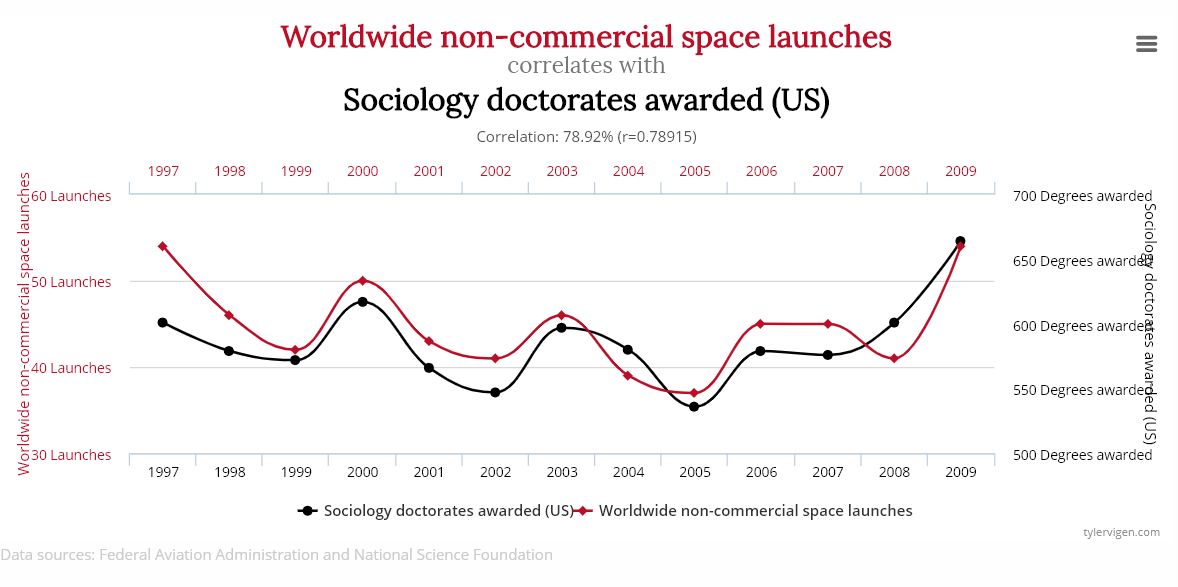 Worldwide non-commercial space launches
correlates with
Sociology doctorates awarded (US)
Correlation: 78.92% (r=0.78915)
1997 1998 1999 2000 2001 2002 2003 2004 2005 2006 2007 2008 2009
Worldwide non-commercial space launches
60 Launches
50 Launches
40 Launches
30 Launches
700 Degrees awarded
650 Degrees awarded
600 Degrees awarded
550 Degrees awarded
500 Degrees awarded
Sociology doctorates awarded (US)
1997 1998 1999 2000 2001 2002 2003 2004 2005 2006 2007 2008 2009
Sociology doctorates awarded (US) Worldwide non-commercial space launches
tylervigen.com
Data sources: Federal Aviation Administration and National Science Foundation